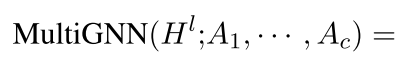 MultiGNN(H^l; A_1, ⋯ , A_c) =